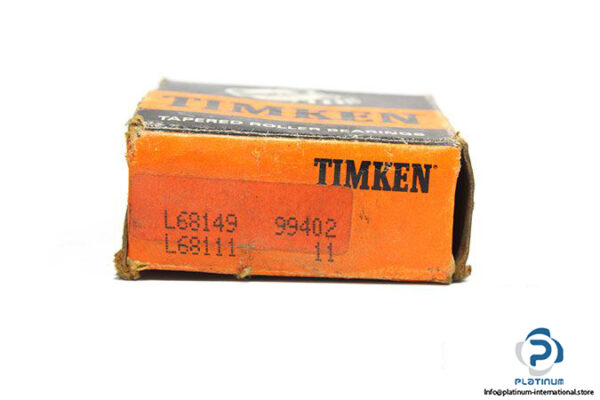 TIMKEN
TAPERED ROLLER BEARINGS
TIMKEN
L68149 99402
L68111 11
PLATINUM
Info@platinum-international.store